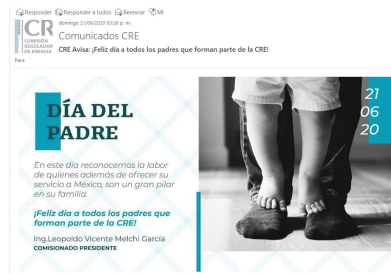 Responder Responder a todos Reenviar MI
domingo 21/06/2020 03:50 p. m.
CR
COMISIÓN
REGULADORA
DE ENERGÍA
Comunicados CRE
CRE Avisa: ¡Feliz día a todos los padres que forman parte de la CRE!
Para
DÍA DEL
PADRE
21
06
20
En este día reconocemos la labor
de quienes además de ofrecer su
servicio a México, son un gran pilar
en su familia.
¡Feliz día a todos los padres que
forman parte de la CRE!
Ing.Leopoldo Vicente Melchi García
COMISIONADO PRESIDENTE